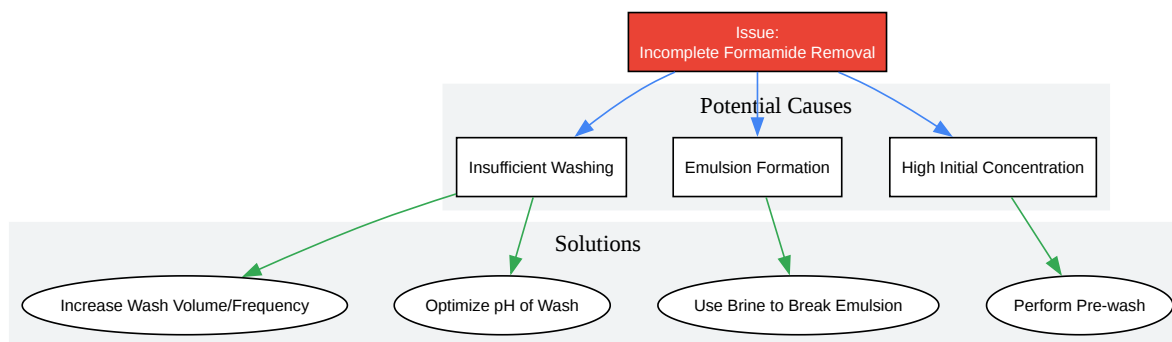 Issue:
Incomplete Formamide Removal
Potential Causes
Insufficient Washing
Emulsion Formation
High Initial Concentration
Solutions
Increase Wash Volume/Frequency
Optimize pH of Wash
Use Brine to Break Emulsion
Perform Pre-wash